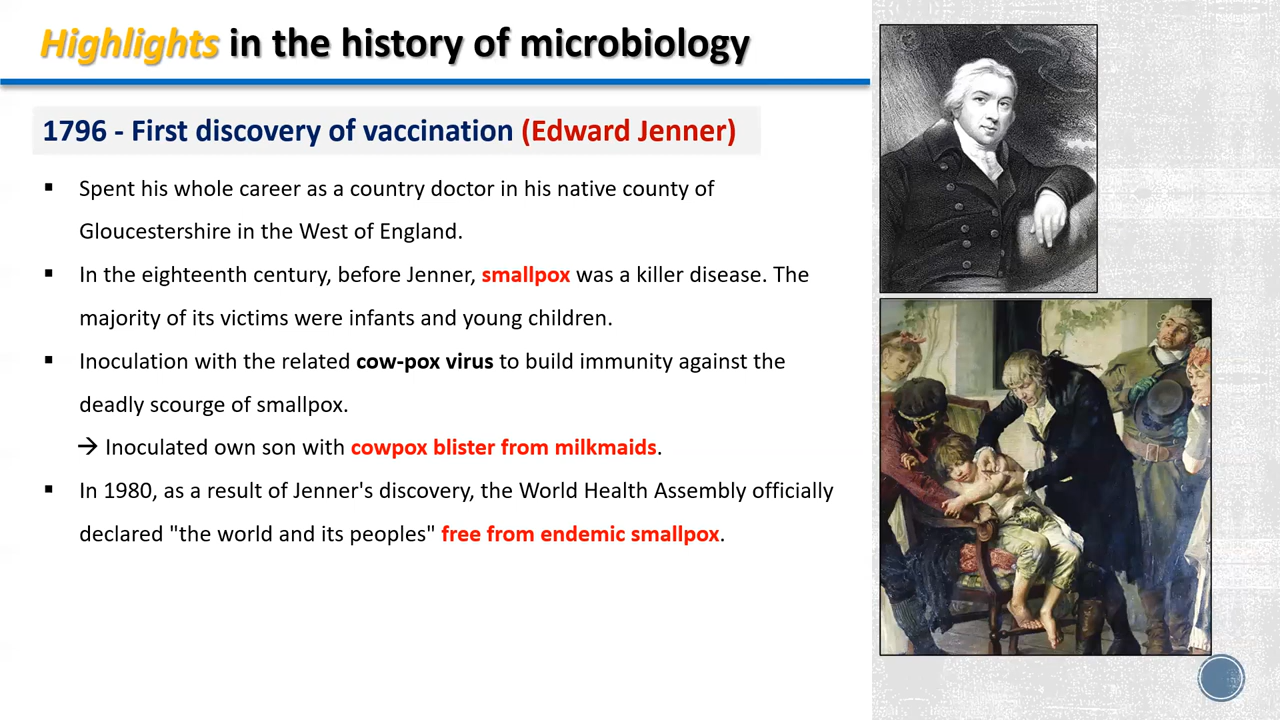 Highlights in the history of microbiology
1796 - First discovery of vaccination (Edward Jenner)
▪ Spent his whole career as a country doctor in his native county of
Gloucestershire in the West of England.
▪ In the eighteenth century, before Jenner, smallpox was a killer disease. The
majority of its victims were infants and young children.
▪ Inoculation with the related cow-pox virus to build immunity against the
deadly scourge of smallpox.
→ Inoculated own son with cowpox blister from milkmaids.
▪ In 1980, as a result of Jenner's discovery, the World Health Assembly officially
declared "the world and its peoples" free from endemic smallpox.